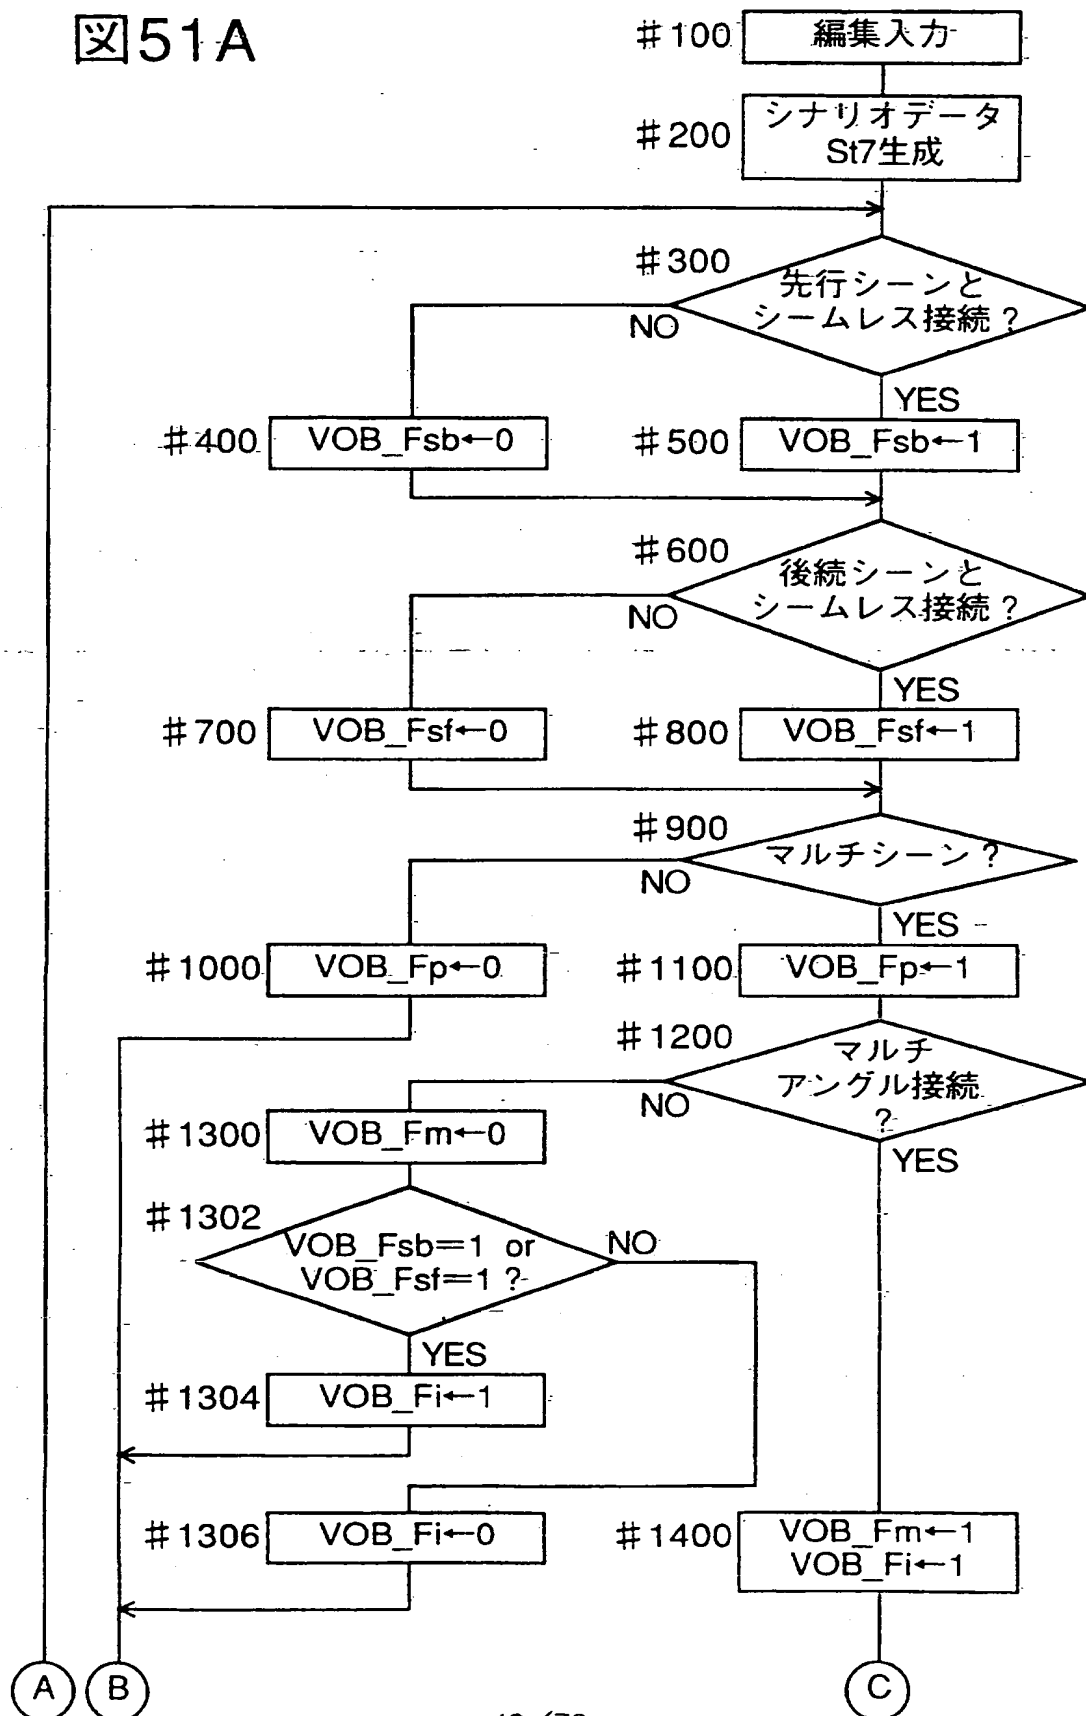 図51A
#100
編集入力
#200
シナリオデータ
St7生成
#300
先行シーンと
シームレス接続?
NO
YES
#400
VOB_Fsb←0
#500
VOB_Fsb←1
#600
後続シーンと
シームレス接続?
NO
YES
#700
VOB_Fsf←0
#800
VOB_Fsf←1
#900
マルチシーン?
NO
YES
#1000
VOB_Fp←0
#1100
VOB_Fp←1
#1200
マルチ
アングル接続
?
NO
YES
#1300
VOB_Fm←0
#1302
VOB_Fsb=1 or
VOB_Fsf=1?
NO
YES
#1304
VOB_Fi←1
#1306
VOB_Fi←0
#1400
VOB_Fm←1
VOB_Fi←1
A
B
C